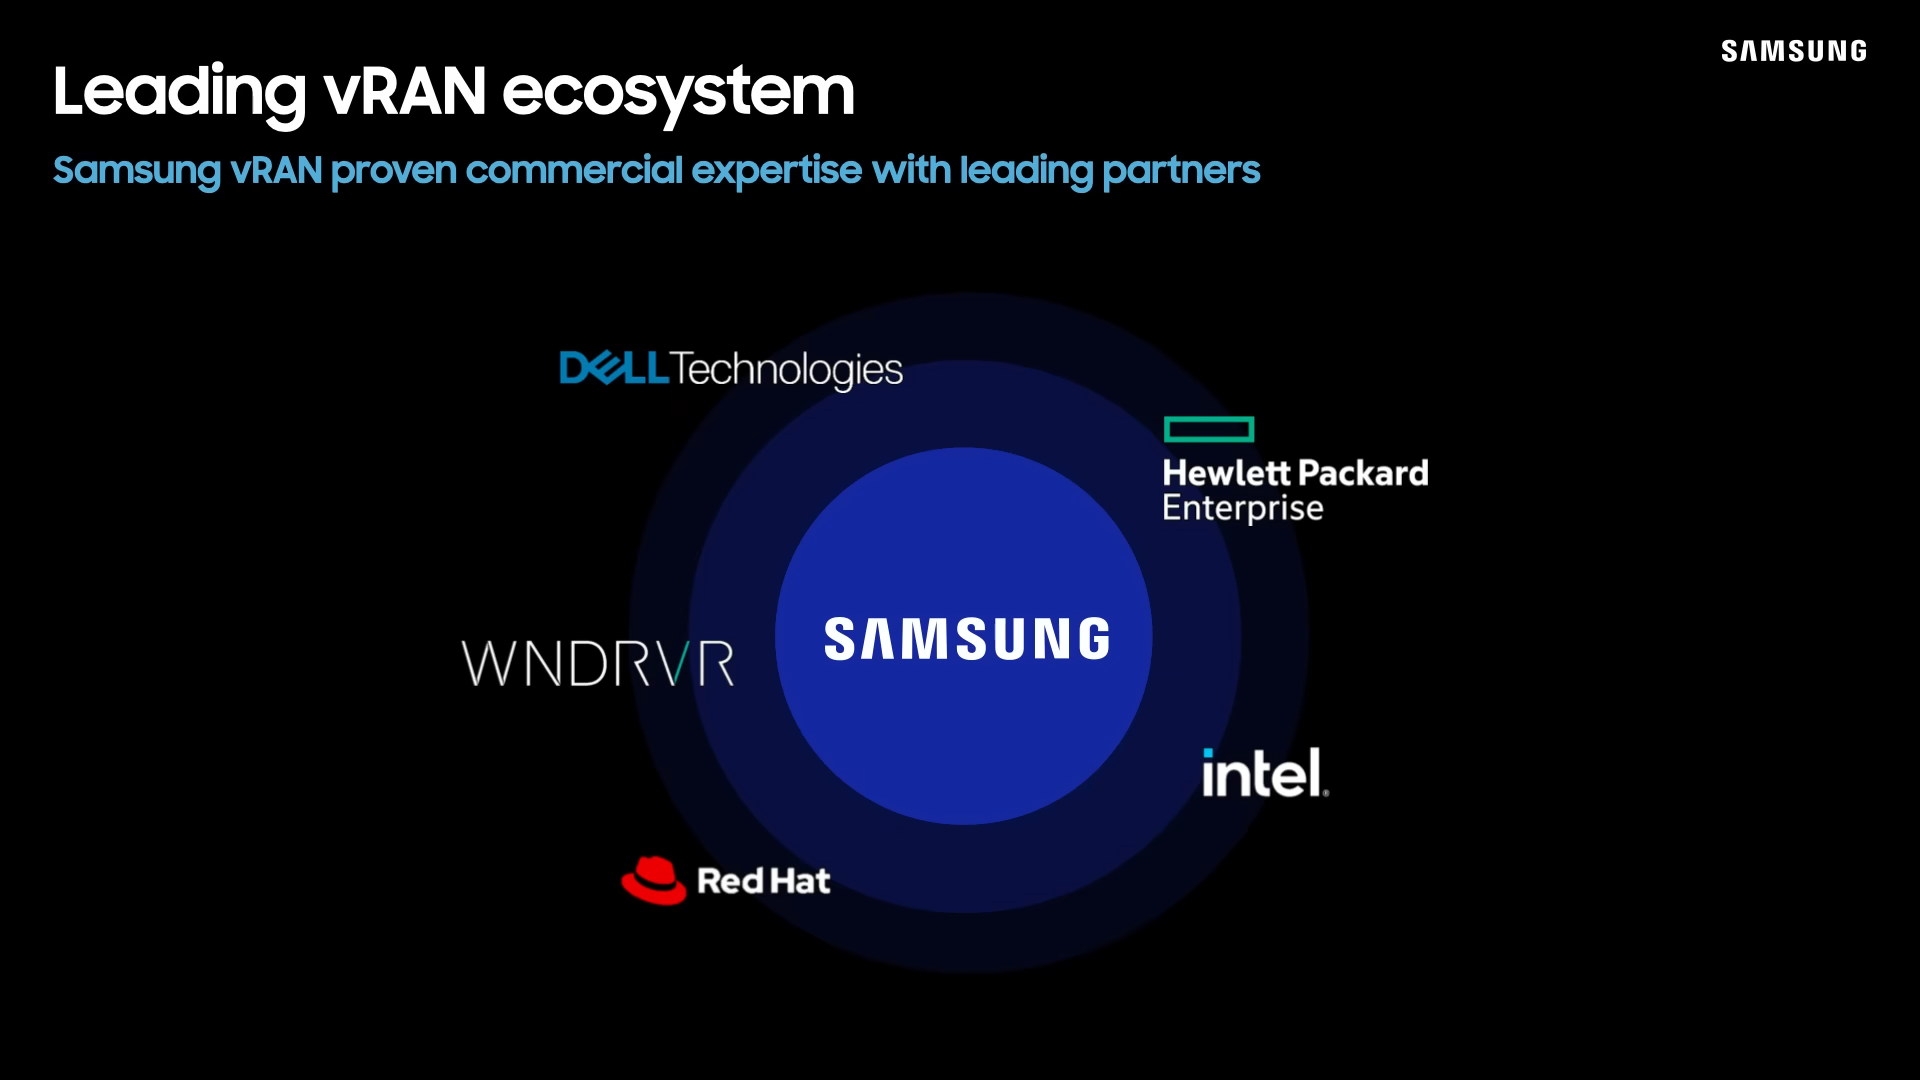 SAMSUNG
Leading vRAN ecosystem
Samsung vRAN proven commercial expertise with leading partners
DELL Technologies
Hewlett Packard
Enterprise
SAMSUNG
WNDRVR
intel®
Red Hat